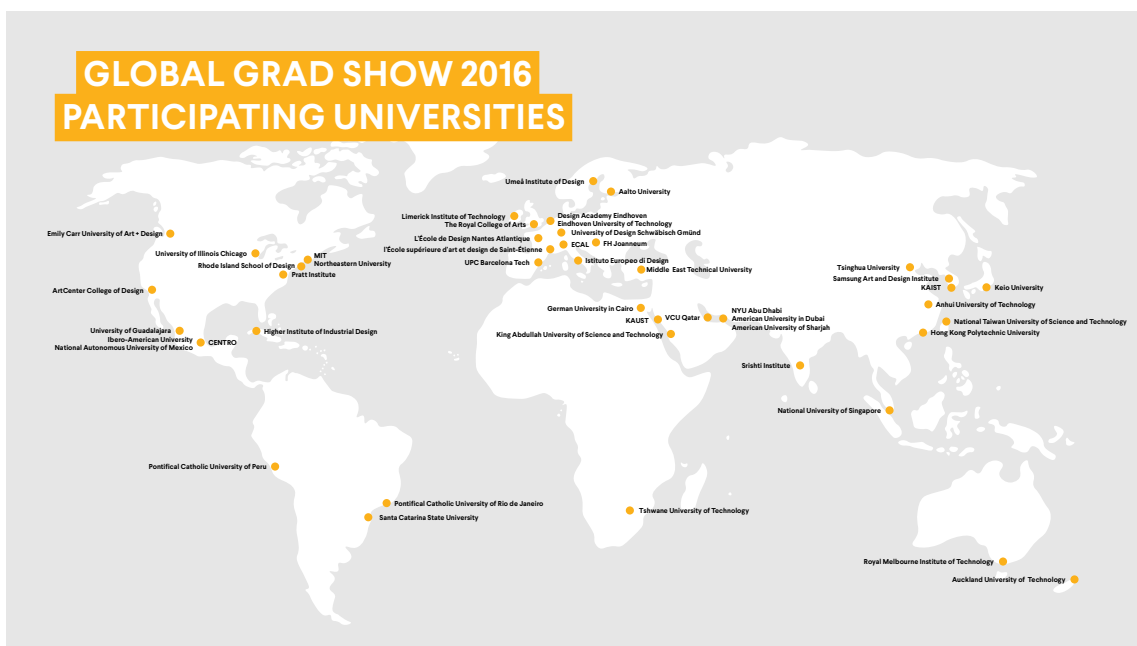 GLOBAL GRAD SHOW 2016
PARTICIPATING UNIVERSITIES
Umeå Institute of Design
Aalto University
Limerick Institute of Technology
The Royal College of Arts
Design Academy Eindhoven
Eindhoven University of Technology
University of Design Schwäbisch Gmünd
Emily Carr University of Art + Design
L'École de Design Nantes Atlantique
ECAL
FH Joanneum
l'École supérieure d'art et design de Saint-Étienne
University of Illinois Chicago
MIT
Northeastern University
Rhode Island School of Design
Pratt Institute
UPC Barcelona Tech
Istituto Europeo di Design
Middle East Technical University
Tsinghua University
Samsung Art and Design Institute
KAIST
Keio University
ArtCenter College of Design
Anhui University of Technology
German University in Cairo
KAUST
VCU Qatar
NYU Abu Dhabi
American University in Dubai
American University of Sharjah
National Taiwan University of Science and Technology
Hong Kong Polytechnic University
King Abdullah University of Science and Technology
University of Guadalajara
Ibero-American University
National Autonomous University of Mexico
CENTRO
Higher Institute of Industrial Design
Srishti Institute
National University of Singapore
Pontifical Catholic University of Peru
Pontifical Catholic University of Rio de Janeiro
Santa Catarina State University
Tshwane University of Technology
Royal Melbourne Institute of Technology
Auckland University of Technology